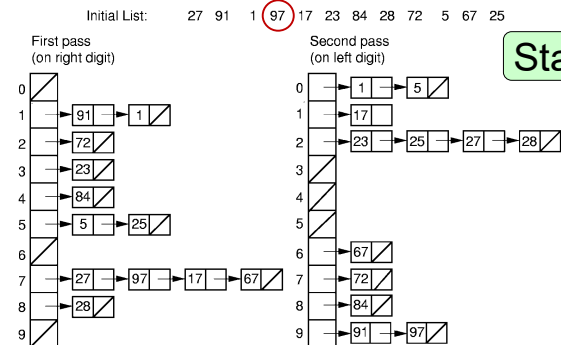 Initial List: 27 91 1 97 17 23 84 28 72 5 67 25
First pass
(on right digit)
0
1 91 1
2 72
3 23
4 84
5 5 25
6
7 27 97 17 67
8 28
9
Second pass
(on left digit)
0 1 5
1 17
2 23 25 27 28
3
4
5
6 67
7 72
8 84
9 91 97